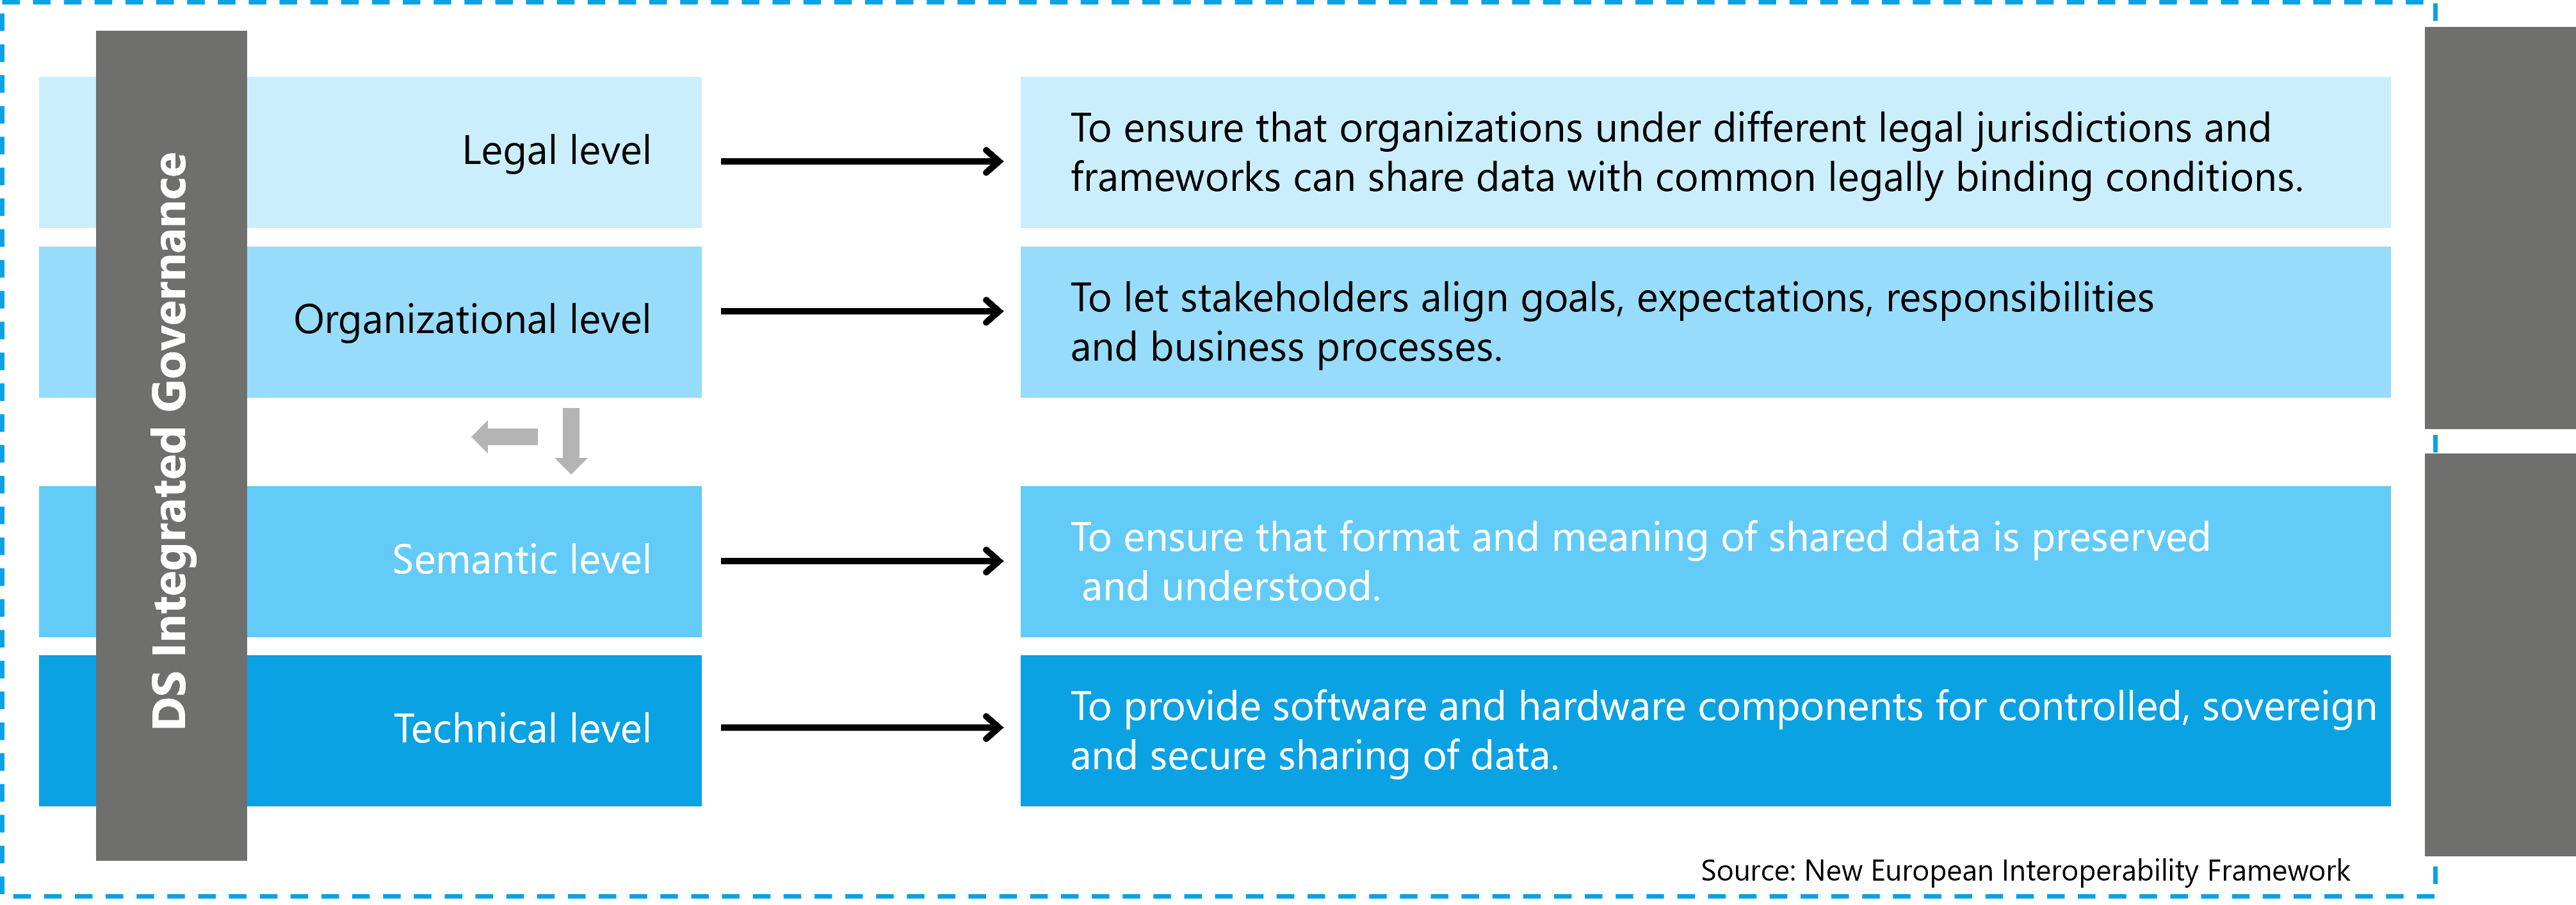 DS Integrated Governance
Legal level
To ensure that organizations under different legal jurisdictions and
frameworks can share data with common legally binding conditions.
Organizational level
To let stakeholders align goals, expectations, responsibilities
and business processes.
Semantic level
To ensure that format and meaning of shared data is preserved
and understood.
Technical level
To provide software and hardware components for controlled, sovereign
and secure sharing of data.
Source: New European Interoperability Framework